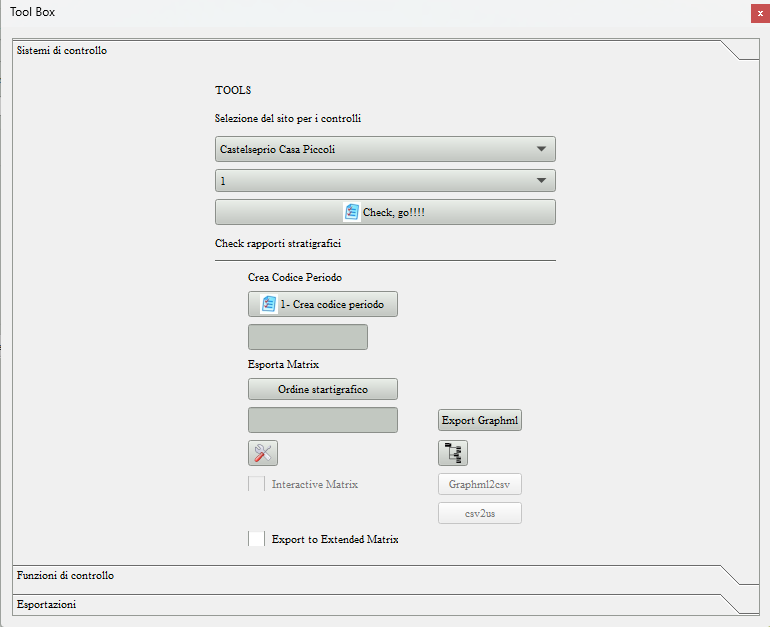 Tool Box
x
Sistemi di controllo
TOOLS
Selezione del sito per i controlli
Castelseprio Casa Piccoli
1
Check, go!!!!
Check rapporti stratigrafici
Crea Codice Periodo
1- Crea codice periodo
Esporta Matrix
Ordine startigrafico
Export Graphml
Interactive Matrix
Graphml2csv
csv2us
Export to Extended Matrix
Funzioni di controllo
Esportazioni